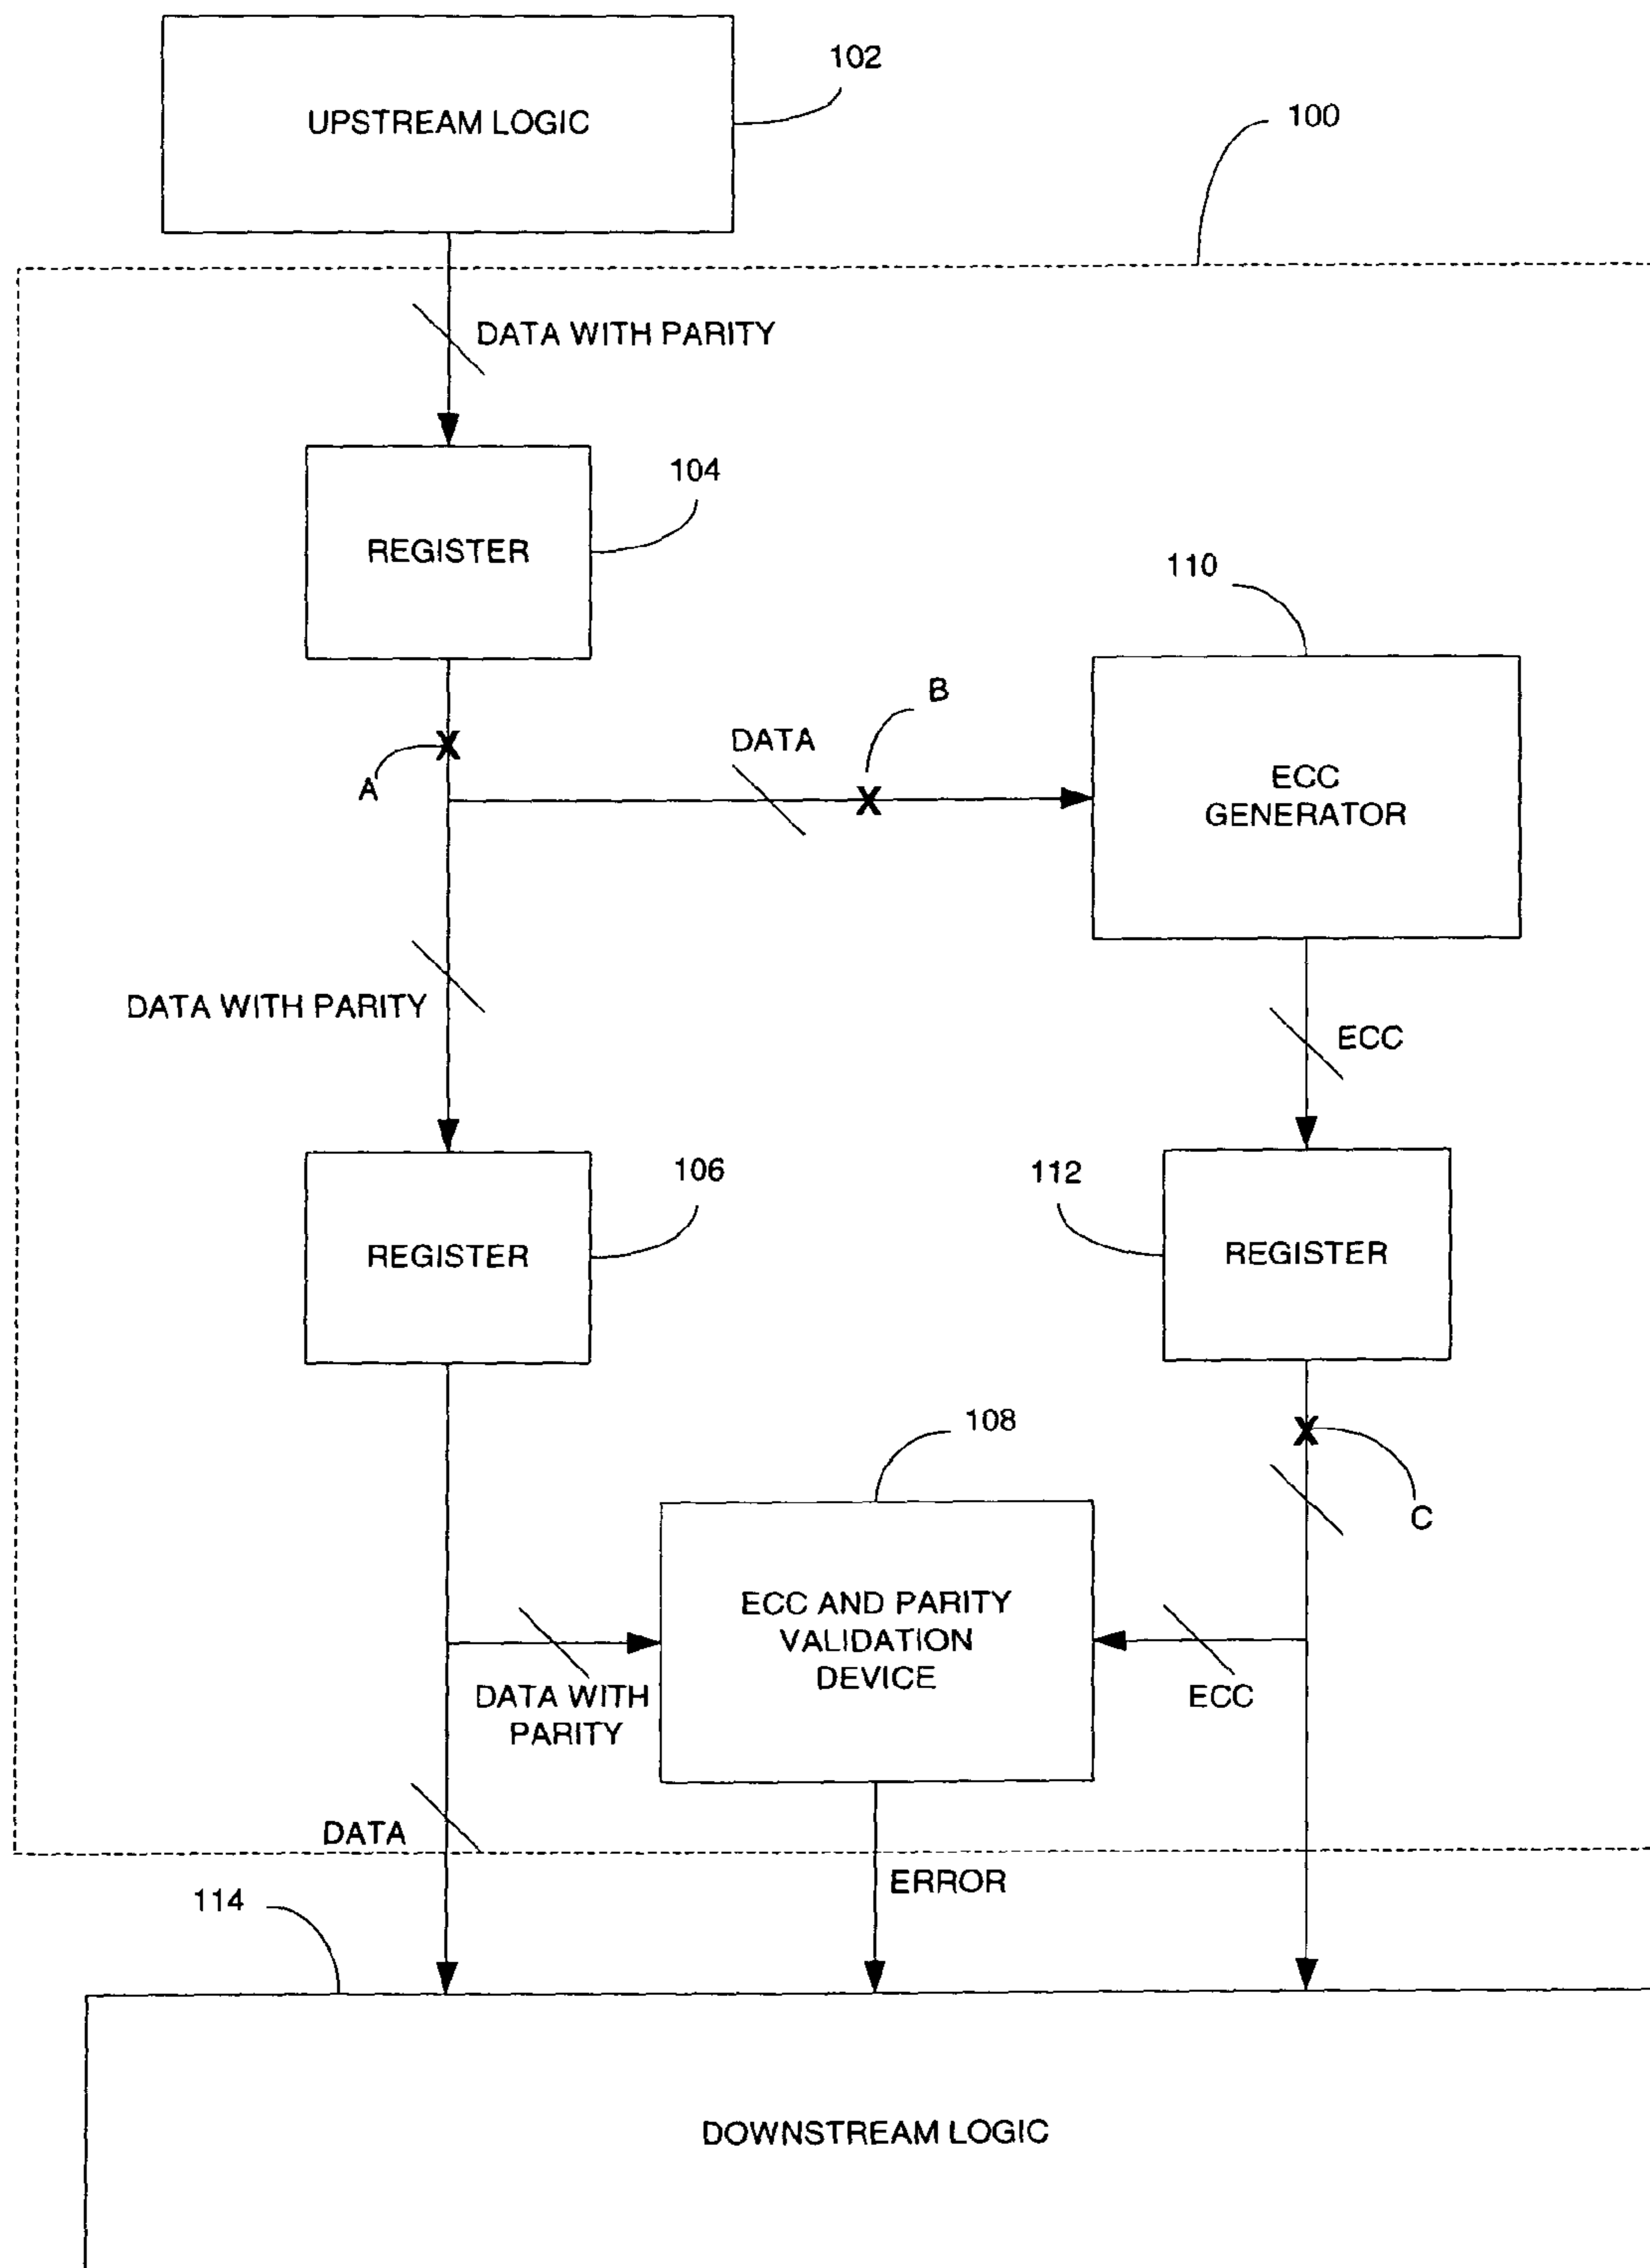 102
UPSTREAM LOGIC
100
DATA WITH PARITY
104
REGISTER
110
B
DATA
X
A
X
ECC
GENERATOR
DATA WITH PARITY
ECC
106
112
REGISTER
REGISTER
108
X
C
ECC AND PARITY
VALIDATION
DEVICE
DATA WITH
PARITY
ECC
DATA
ERROR
114
DOWNSTREAM LOGIC